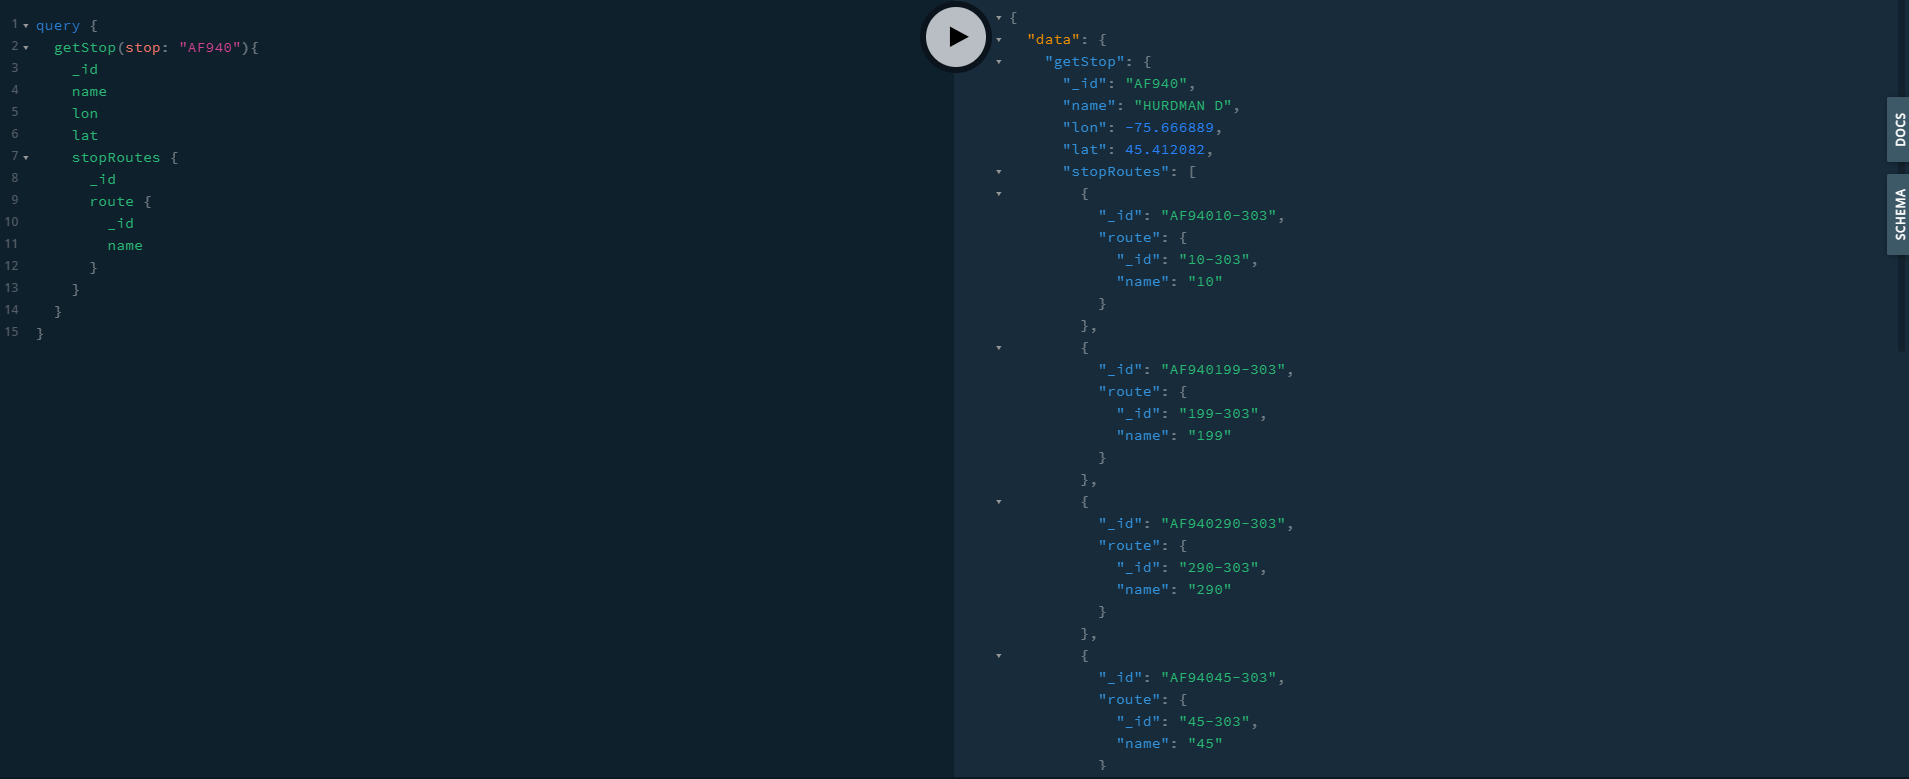 1 query {
2 getStop(stop: "AF940"){
3 _id
4 name
5 lon
6 lat
7 stopRoutes {
8 _id
9 route {
10 _id
11 name
12 }
13 }
14 }
15 }
{
"data": {
"getStop": {
"_id": "AF940",
"name": "HURDMAN D",
"lon": -75.666889,
"lat": 45.412082,
"stopRoutes": [
{
"_id": "AF94010-303",
"route": {
"_id": "10-303",
"name": "10"
}
},
{
"_id": "AF940199-303",
"route": {
"_id": "199-303",
"name": "199"
}
},
{
"_id": "AF940290-303",
"route": {
"_id": "290-303",
"name": "290"
}
},
{
"_id": "AF94045-303",
"route": {
"_id": "45-303",
"name": "45"
}
DOCS
SCHEMA